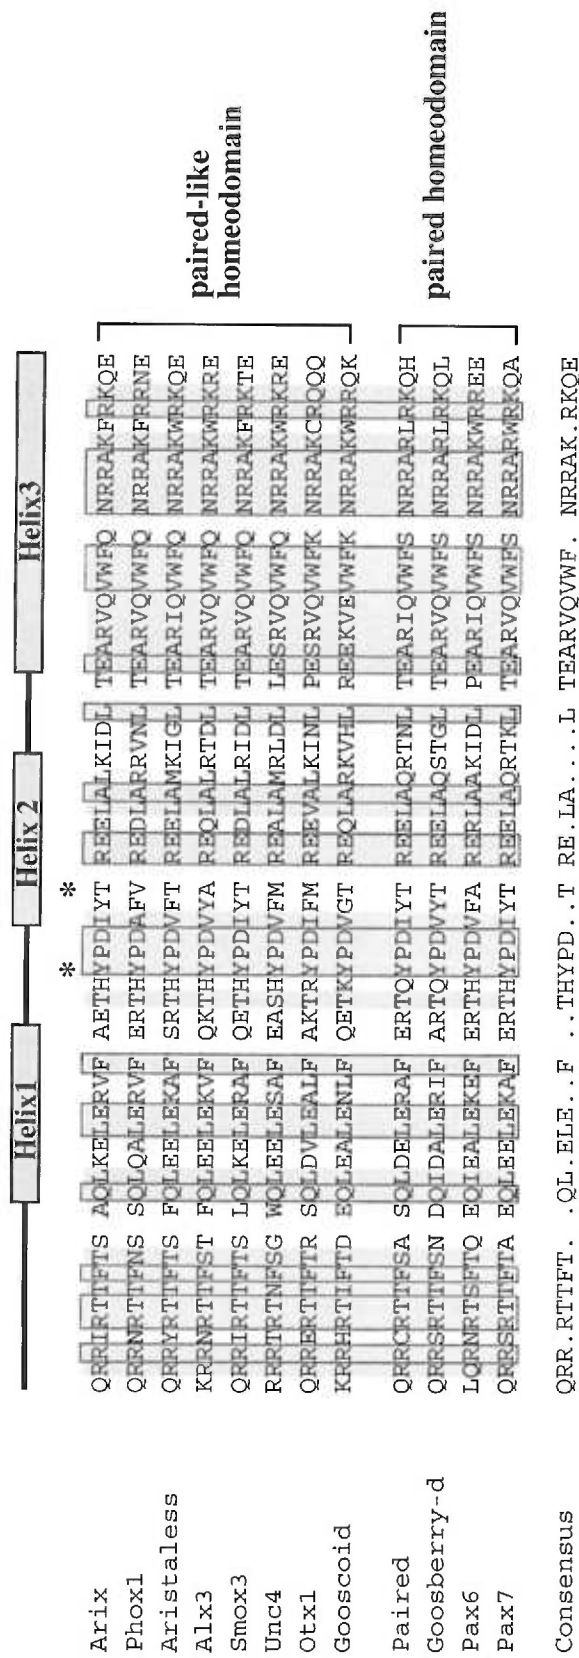 Helix1 Helix 2 Helix3
* *
Arix QRRIRTTFTS AQLKELERVF AETHYPDIYT REELALKIDL TEARVQVWFQ NRRAKFRKQE
Phox1 QRRNRTTFNS SQLQALERVF ERTHYPDAFV REDLARRVNL TEARVQVWFQ NRRAKFRRNE
Aristaless QRRYRTTFTS FQLEELEKAF SRTHYPDVFT REELAMKIGL TEARIQVWFQ NRRAKWRKQE
Alx3 KRRNRTTFST FQLEELEKVF QKTHYPDVYA REQLALRTDL TEARVQVWFQ NRRAKWRKRE
Smox3 QRRIRTTFTS LQLKELERAF QETHYPDIYT REDLALRIDL TEARVQVWFQ NRRAKFRKTE
Unc4 RRRTRTNFSG WQLEELESAF EASHYPDVFM REALAMRLDL LESRVQVWFQ NRRAKWRKRE
Otx1 QRRERTTFTR SQLDVLEALF AKTRYPDIFM REEVALKINL PESRVQVWFK NRRAKCRQQQ
Gooscoid KRRHRTIFTD EQLEALENLF QETKYPDVGT REQLARKVHL REEKVEVWFK NRRAKWRRQK
paired-like
homeodomain
Paired QRRCRTTFSA SQLDELERAF ERTQYPDIYT REELAQRTNL TEARIQVWFS NRRARLRKQH
Goosberry-d QRRSRTTFSN DQIDALERIF ARTQYPDVYT REELAQSTGL TEARVQVWFS NRRARLRKQL
Pax6 LQRNRTSFTQ EQIEALEKEF ERTHYPDVFA RERLAAKIDL PEARIQVWFS NRRAKWRREE
Pax7 QRRSRTTFTA EQLEELEKAF ERTHYPDIYT REELAQRTKL TEARVQVWFS NRRARWRKQA
paired homeodomain
Consensus QRR.RTTFT. .QL.ELE..F ..THYPD..T RE.LA....L TEARVQVWF. NRRAK.RKQE